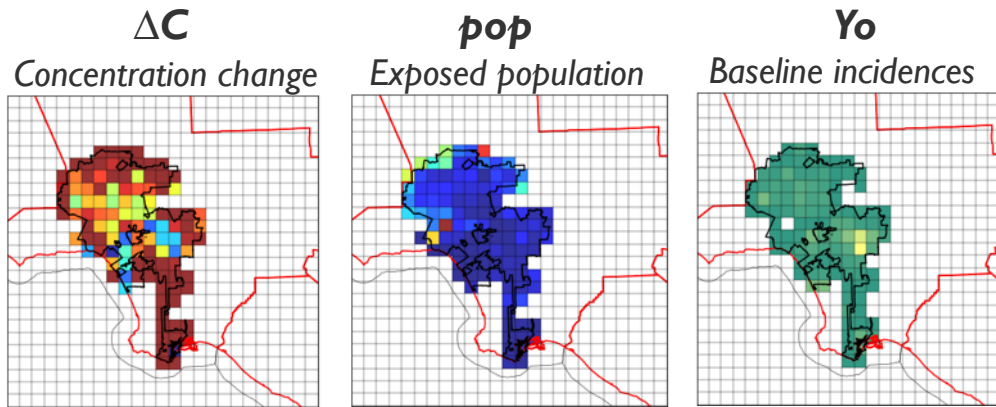 ΔC pop Yo
Concentration change Exposed population Baseline incidences